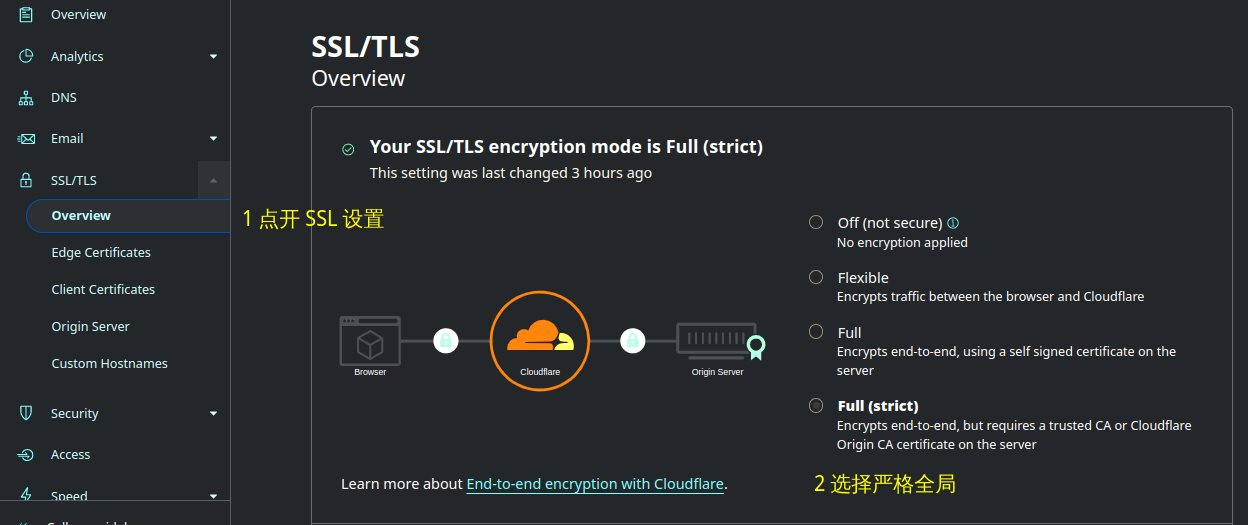 Overview
Analytics
DNS
Email
SSL/TLS
Overview
Edge Certificates
Client Certificates
Origin Server
Custom Hostnames
Security
Access
Speed
SSL/TLS
Overview
Your SSL/TLS encryption mode is Full (strict)
This setting was last changed 3 hours ago
1 点开 SSL 设置
Browser
Cloudflare
Origin Server
Off (not secure)
No encryption applied
Flexible
Encrypts traffic between the browser and Cloudflare
Full
Encrypts end-to-end, using a self signed certificate on the
server
Full (strict)
Encrypts end-to-end, but requires a trusted CA or Cloudflare
Origin CA certificate on the server
2 选择严格全局
Learn more about End-to-end encryption with Cloudflare.